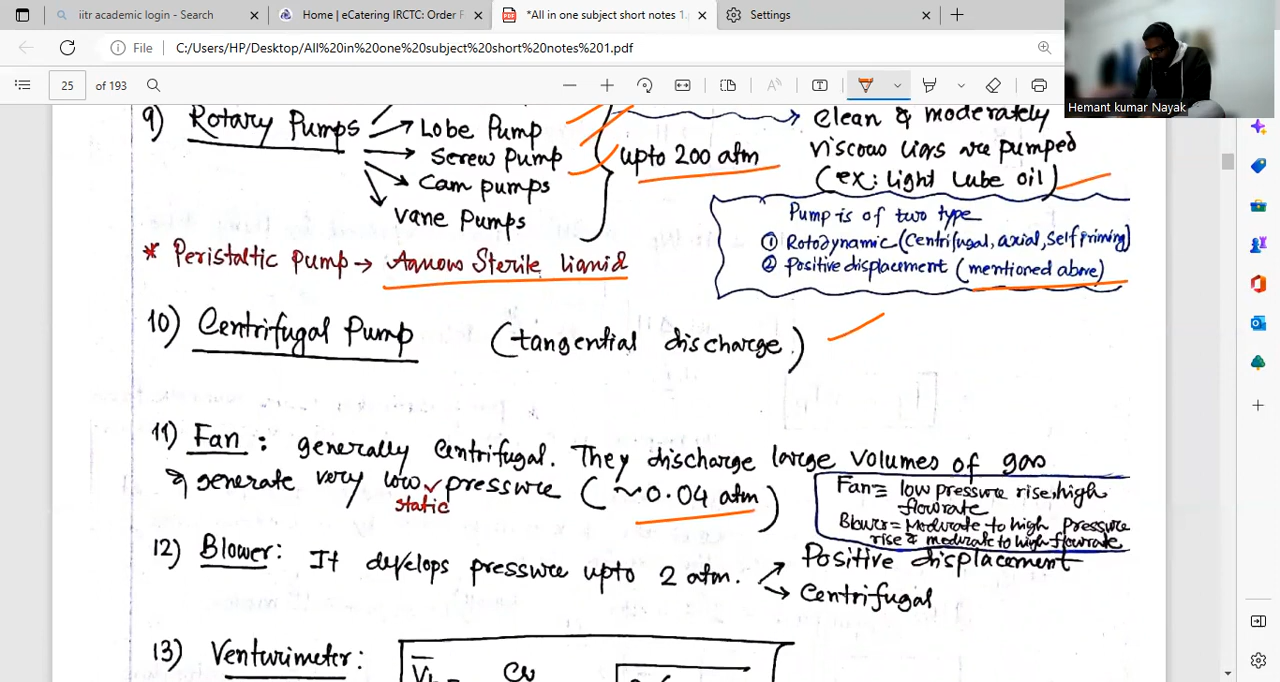 iitr academic login - Search
Home | eCatering IRCTC: Order F
*All in one subject short notes 1.p
Settings
File
C:/Users/HP/Desktop/All%20in%20one%20subject%20short%20notes%201.pdf
25 of 193
Hemant kumar Nayak
9) Rotary Pumps
Lobe Pump
Screw Pump
Cam pumps
Vane Pumps
upto 200 atm
clean & moderately
viscous liqs are pumped
(ex: light lube oil)
Pump is of two type
① Rotodynamic (Centrifugal, axial, Self priming)
② Positive displacement (mentioned above)
* Peristaltic pump → Aqueous Sterile liquid
10) Centrifugal Pump (tangential discharge)
11) Fan : generally centrifugal. They discharge large volumes of gas
& generate very low pressure (~0.04 atm)
static
Fan = low pressure rise, high
flowrate
Blower = Moderate to high Pressure
rise & moderate to high flowrate
12) Blower: It develops pressure upto 2 atm.
Positive displacement
Centrifugal
13) Venturimeter: